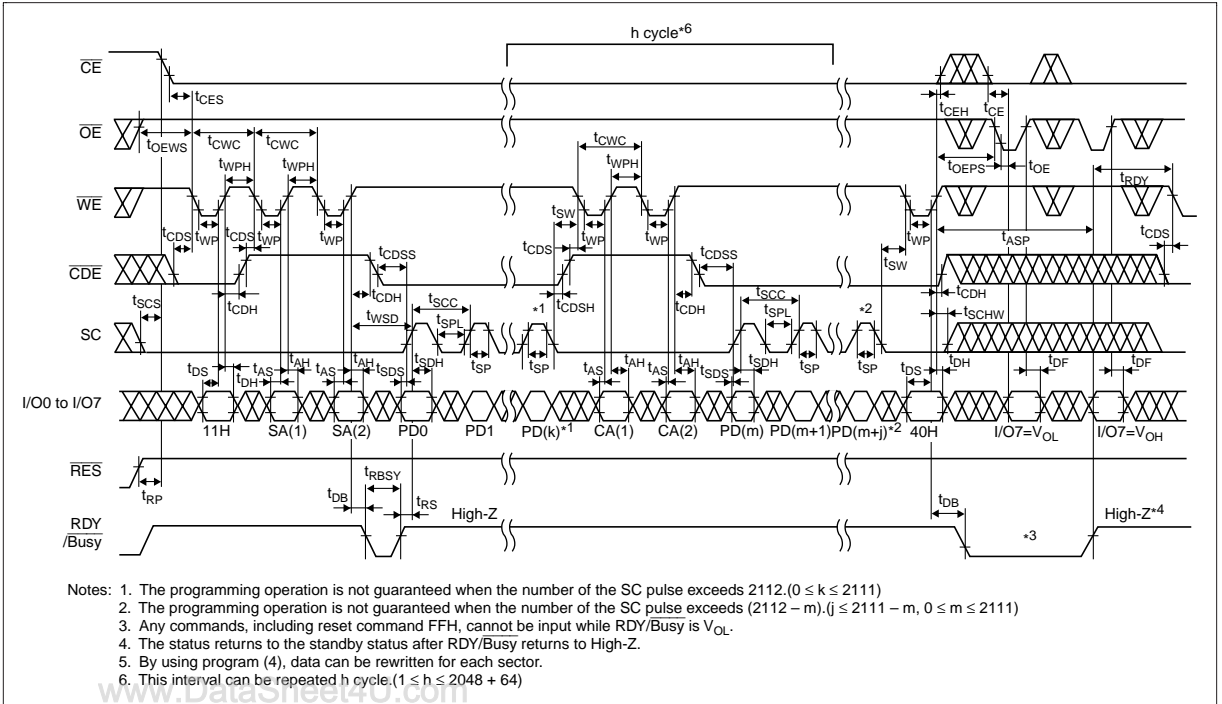 h cycle*6
CE
tCES
tCEH
tCE
OE
tOEWS
tCWC
tCWC
tWPH
tWPH
tCWC
tWPH
tOEPS
tOE
tRDY
WE
tCDS
tWP
tCDS
tWP
tWP
tSW
tCDS
tWP
tWP
tWP
tSW
tASP
tCDS
CDE
tCDSS
tCDSS
tSCS
tCDH
tCDH
tCDSH
tCDH
tCDH
tSCHW
SC
tWSD
tSCC
tSPL
*1
tSCC
tSPL
*2
tDS
tDH
tAS
tAH
tAS
tAH
tSDS
tSDH
tSP
tSP
tAS
tAH
tAS
tAH
tSDS
tSDH
tSP
tSP
tDS
tDH
tDF
tDF
I/O0 to I/O7
11H
SA(1)
SA(2)
PD0
PD1
PD(k)*1
CA(1)
CA(2)
PD(m)
PD(m+1)
PD(m+j)*2
40H
I/O7=VOL
I/O7=VOH
RES
tRP
tDB
tRBSY
tRS
tDB
RDY
/Busy
High-Z
*3
High-Z*4
Notes: 1. The programming operation is not guaranteed when the number of the SC pulse exceeds 2112.(0 ≤ k ≤ 2111)
2. The programming operation is not guaranteed when the number of the SC pulse exceeds (2112 – m).(j ≤ 2111 – m, 0 ≤ m ≤ 2111)
3. Any commands, including reset command FFH, cannot be input while RDY/Busy is VOL.
4. The status returns to the standby status after RDY/Busy returns to High-Z.
5. By using program (4), data can be rewritten for each sector.
6. This interval can be repeated h cycle.(1 ≤ h ≤ 2048 + 64)
www.DataSheet4U.com